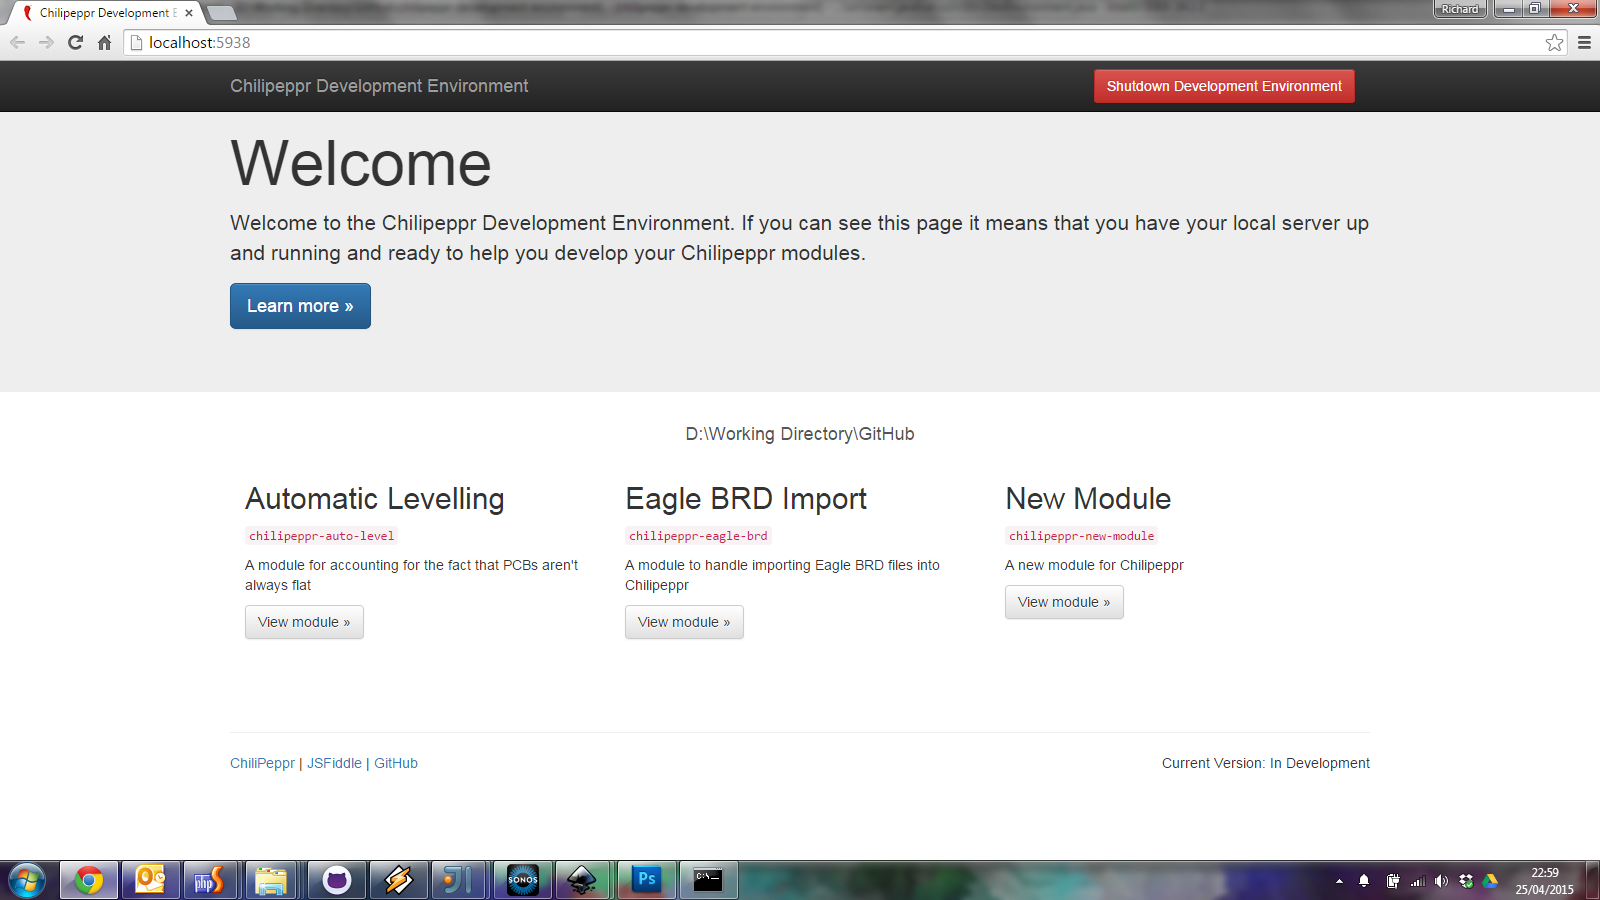 Chilipeppr Development E
Richard
localhost:5938
Chilipeppr Development Environment
Shutdown Development Environment
Welcome
Welcome to the Chilipeppr Development Environment. If you can see this page it means that you have your local server up
and running and ready to help you develop your Chilipeppr modules.
Learn more »
D:\Working Directory\GitHub
Automatic Levelling
chilipeppr-auto-level
A module for accounting for the fact that PCBs aren't
always flat
View module »
Eagle BRD Import
chilipeppr-eagle-brd
A module to handle importing Eagle BRD files into
Chilipeppr
View module »
New Module
chilipeppr-new-module
A new module for Chilipeppr
View module »
ChiliPeppr | JSFiddle | GitHub
Current Version: In Development
php
SONOS
Ps
C:\
22:59
25/04/2015